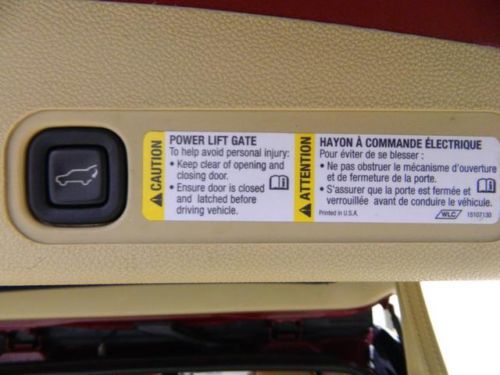 CAUTION
POWER LIFT GATE
To help avoid personal injury:
• Keep clear of opening and
closing door.
• Ensure door is closed
and latched before
driving vehicle.
ATTENTION
HAYON À COMMANDE ÉLECTRIQUE
Pour éviter de se blesser :
• Ne pas obstruer le mécanisme d'ouverture
et de fermeture de la porte.
• S'assurer que la porte est fermée et
verrouillée avant de conduire le véhicule.
Printed in U.S.A.
WLC
15107130